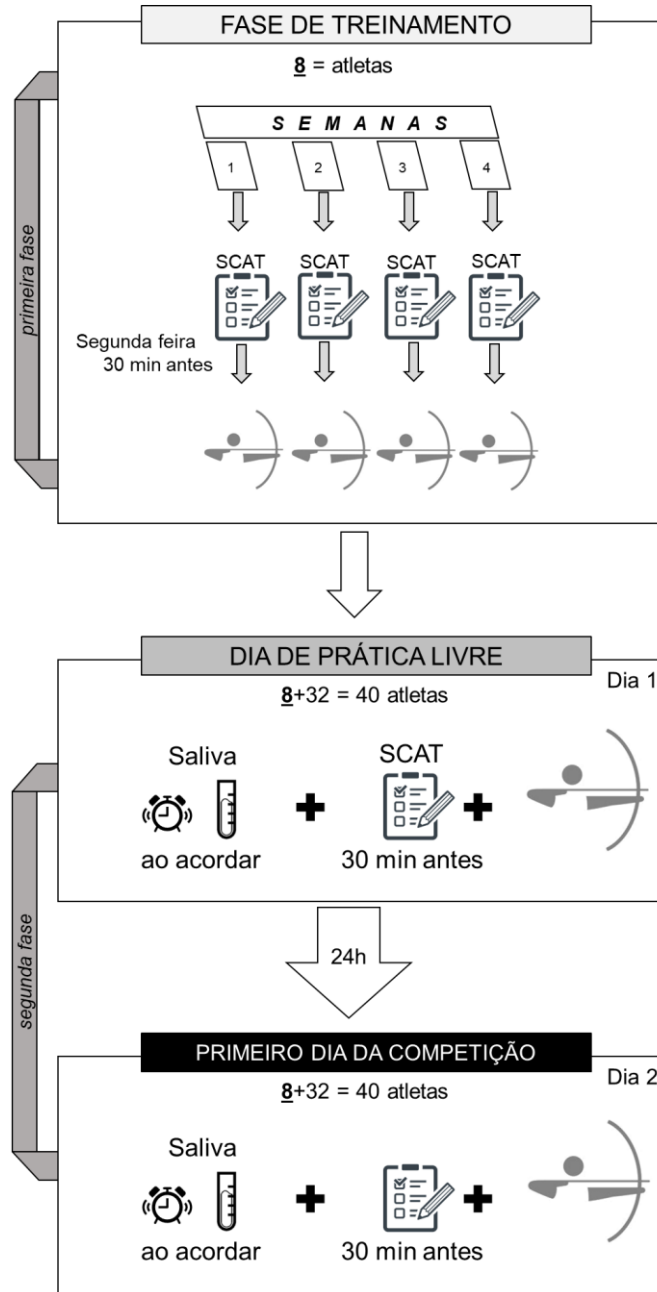 FASE DE TREINAMENTO
8 = atletas
S E M A N A S
1 2 3 4
SCAT SCAT SCAT SCAT
Segunda feira
30 min antes
primeira fase
DIA DE PRÁTICA LIVRE
Dia 1
8+32 = 40 atletas
Saliva
SCAT
ao acordar
30 min antes
24h
segunda fase
PRIMEIRO DIA DA COMPETIÇÃO
Dia 2
8+32 = 40 atletas
Saliva
ao acordar
30 min antes